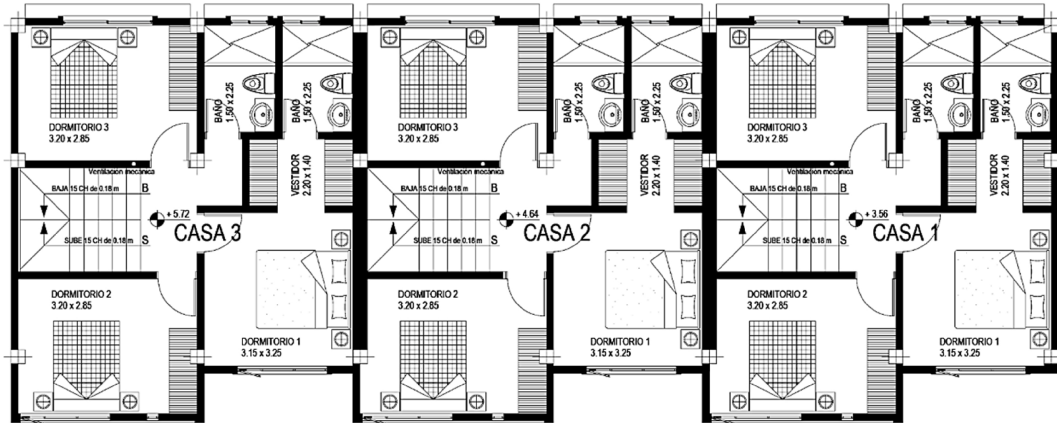 DORMITORIO 3
3.20 x 2.85
BAÑO
1.50 x 2.25
BAÑO
1.50 x 2.25
VESTIDOR
2.20 x 1.40
Ventilación mecánica
BAJA 15 CH de 0.18 m
B
+ 5.72
CASA 3
SUBE 15 CH de 0.18 m
S
DORMITORIO 2
3.20 x 2.85
DORMITORIO 1
3.15 x 3.25
DORMITORIO 3
3.20 x 2.85
BAÑO
1.50 x 2.25
BAÑO
1.50 x 2.25
VESTIDOR
2.20 x 1.40
Ventilación mecánica
BAJA 15 CH de 0.18 m
B
+ 4.64
CASA 2
SUBE 15 CH de 0.18 m
S
DORMITORIO 2
3.20 x 2.85
DORMITORIO 1
3.15 x 3.25
DORMITORIO 3
3.20 x 2.85
BAÑO
1.50 x 2.25
BAÑO
1.50 x 2.25
VESTIDOR
2.20 x 1.40
Ventilación mecánica
BAJA 15 CH de 0.18 m
B
+ 3.56
CASA 1
SUBE 15 CH de 0.18 m
S
DORMITORIO 2
3.20 x 2.85
DORMITORIO 1
3.15 x 3.25